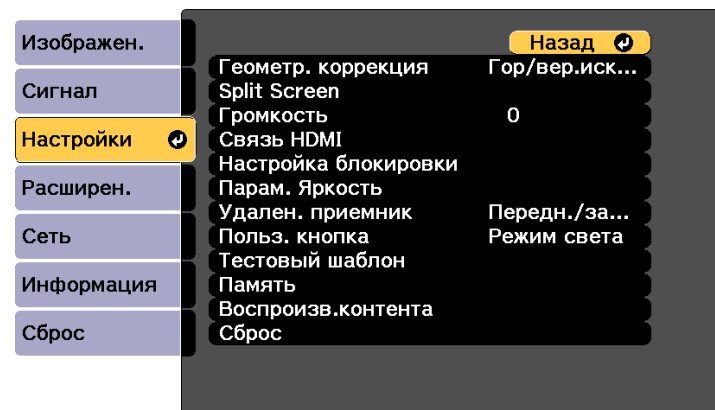 Изображен.
Сигнал
Настройки
Расширен.
Сеть
Информация
Сброс
Назад
Геометр. коррекция Гор/вер.иск...
Split Screen
Громкость 0
Связь HDMI
Настройка блокировки
Парам. Яркость
Удален. приемник Передн./за...
Польз. кнопка Режим света
Тестовый шаблон
Память
Воспроизв.контента
Сброс